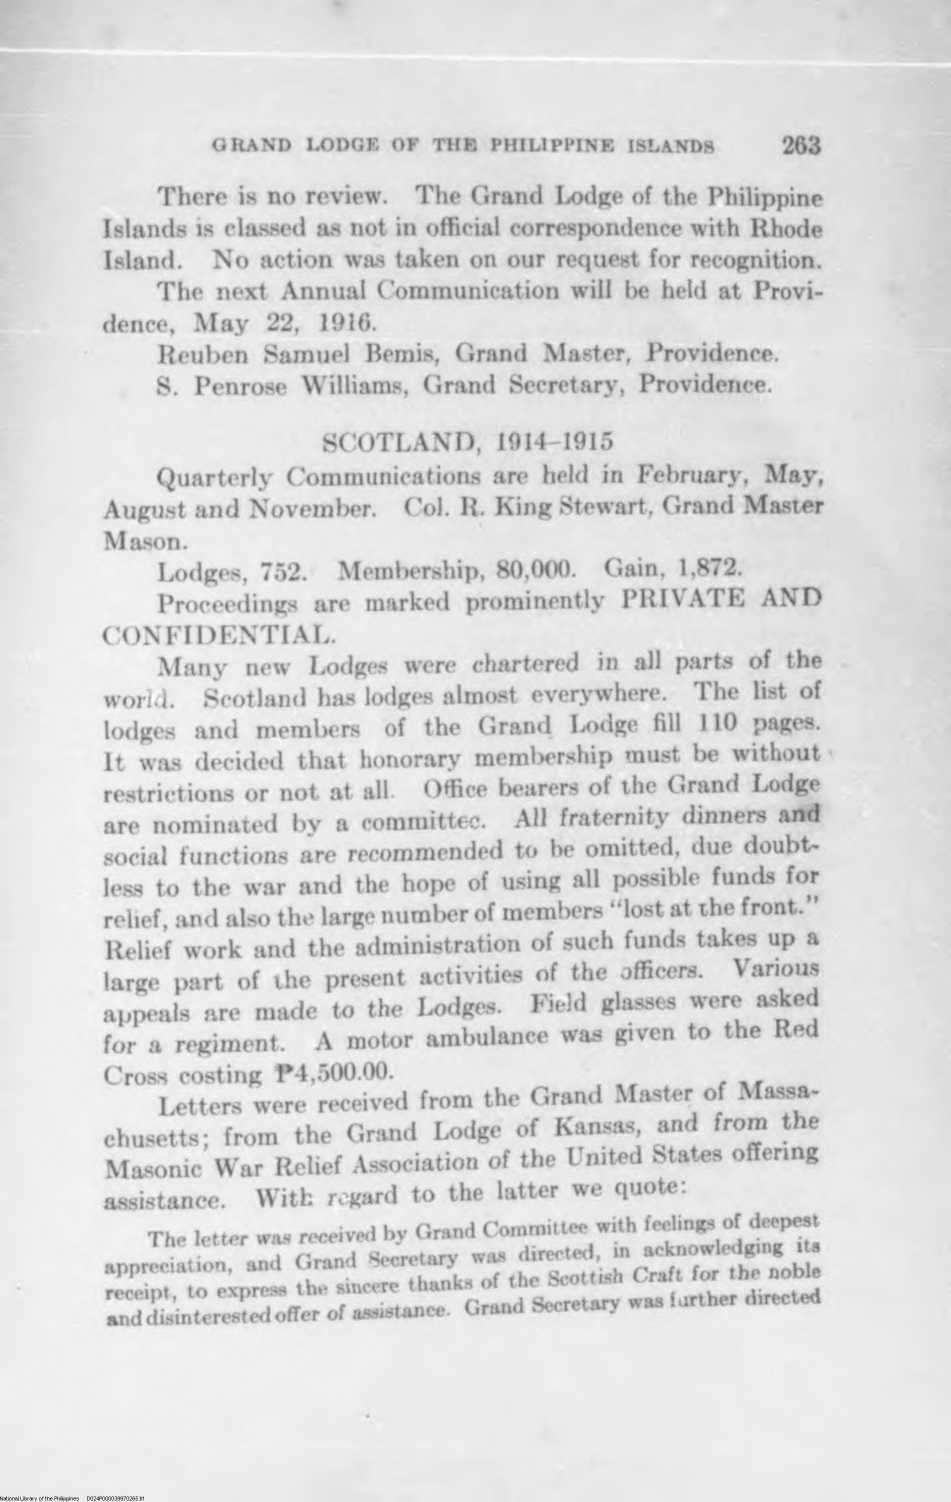 GRAND LODGE OF THE PHILIPPINE ISLANDS 263
There is no review. The Grand Lodge of the Philippine
Islands is classed as not in official correspondence with Rhode
Island. No action was taken on our request for recognition.
The next Annual Communication will be held at Provi-
dence, May 22, 1916.
Reuben Samuel Bemis, Grand Master, Providence.
S. Penrose Williams, Grand Secretary, Providence.
SCOTLAND, 1914-1915
Quarterly Communications are held in February, May,
August and November. Col. R. King Stewart, Grand Master
Mason.
Lodges, 752. Membership, 80,000. Gain, 1,872.
Proceedings are marked prominently PRIVATE AND
CONFIDENTIAL.
Many new Lodges were chartered in all parts of the
world. Scotland has lodges almost everywhere. The list of
lodges and members of the Grand Lodge fill 110 pages.
It was decided that honorary membership must be without
restrictions or not at all. Office bearers of the Grand Lodge
are nominated by a committee. All fraternity dinners and
social functions are recommended to be omitted, due doubt-
less to the war and the hope of using all possible funds for
relief, and also the large number of members "lost at the front."
Relief work and the administration of such funds takes up a
large part of the present activities of the officers. Various
appeals are made to the Lodges. Field glasses were asked
for a regiment. A motor ambulance was given to the Red
Cross costing ₱4,500.00.
Letters were received from the Grand Master of Massa-
chusetts; from the Grand Lodge of Kansas, and from the
Masonic War Relief Association of the United States offering
assistance. With regard to the latter we quote:
The letter was received by Grand Committee with feelings of deepest
appreciation, and Grand Secretary was directed, in acknowledging its
receipt, to express the sincere thanks of the Scottish Craft for the noble
and disinterested offer of assistance. Grand Secretary was further directed
National Library of the Philippines D024P000039970265.tif